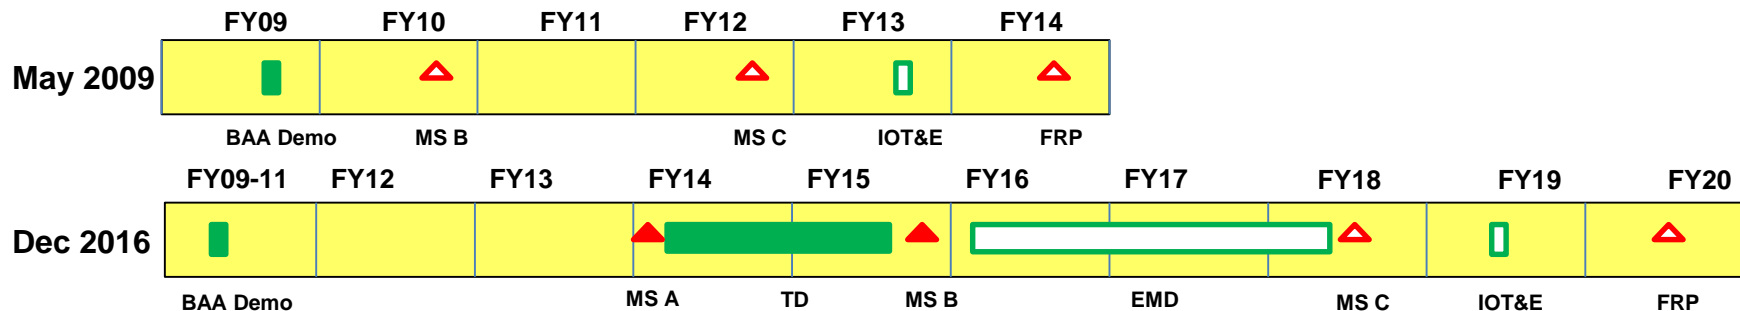 FY09 FY10 FY11 FY12 FY13 FY14
May 2009
BAA Demo MS B MS C IOT&E FRP
FY09-11 FY12 FY13 FY14 FY15 FY16 FY17 FY18 FY19 FY20
Dec 2016
BAA Demo MS A TD MS B EMD MS C IOT&E FRP